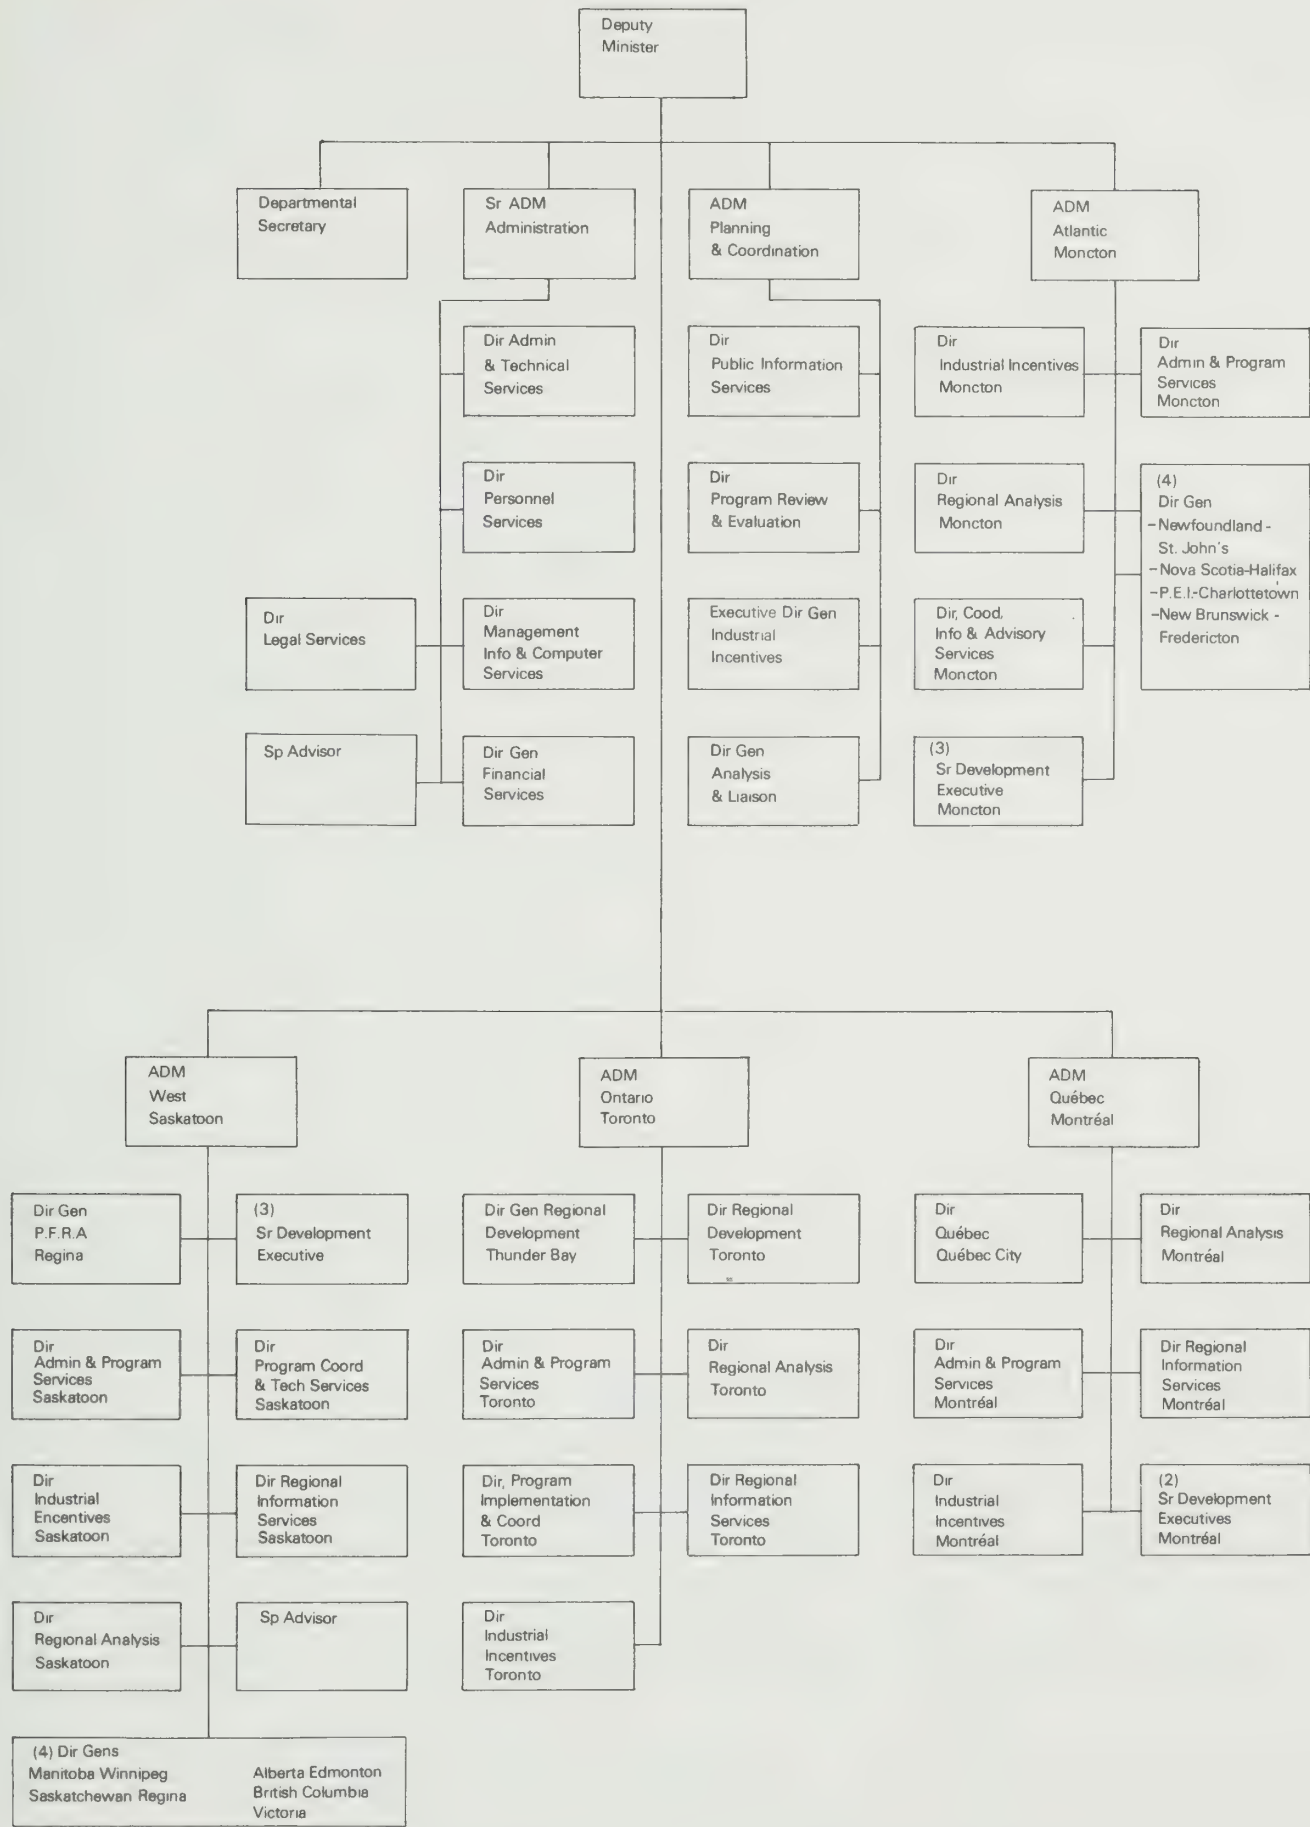 Deputy
Minister
Departmental
Secretary
Sr ADM
Administration
ADM
Planning
& Coordination
ADM
Atlantic
Moncton
Dir Admin
& Technical
Services
Dir
Public Information
Services
Dir
Industrial Incentives
Moncton
Dir
Admin & Program
Services
Moncton
Dir
Personnel
Services
Dir
Program Review
& Evaluation
Dir
Regional Analysis
Moncton
(4)
Dir Gen
-Newfoundland -
St. John's
-Nova Scotia-Halifax
-P.E.I.-Charlottetown
-New Brunswick -
Fredericton
Dir
Legal Services
Dir
Management
Info & Computer
Services
Executive Dir Gen
Industrial
Incentives
Dir, Cood,
Info & Advisory
Services
Moncton
Sp Advisor
Dir Gen
Financial
Services
Dir Gen
Analysis
& Liaison
(3)
Sr Development
Executive
Moncton
ADM
West
Saskatoon
ADM
Ontario
Toronto
ADM
Québec
Montréal
Dir Gen
P.F.R.A
Regina
(3)
Sr Development
Executive
Dir Gen Regional
Development
Thunder Bay
Dir Regional
Development
Toronto
Dir
Québec
Québec City
Dir
Regional Analysis
Montréal
Dir
Admin & Program
Services
Saskatoon
Dir
Program Coord
& Tech Services
Saskatoon
Dir
Admin & Program
Services
Toronto
Dir
Regional Analysis
Toronto
Dir
Admin & Program
Services
Montréal
Dir Regional
Information
Services
Montréal
Dir
Industrial
Encentives
Saskatoon
Dir Regional
Information
Services
Saskatoon
Dir, Program
Implementation
& Coord
Toronto
Dir Regional
Information
Services
Toronto
Dir
Industrial
Incentives
Montréal
(2)
Sr Development
Executives
Montréal
Dir
Regional Analysis
Saskatoon
Sp Advisor
Dir
Industrial
Incentives
Toronto
(4) Dir Gens
Manitoba Winnipeg
Saskatchewan Regina
Alberta Edmonton
British Columbia
Victoria